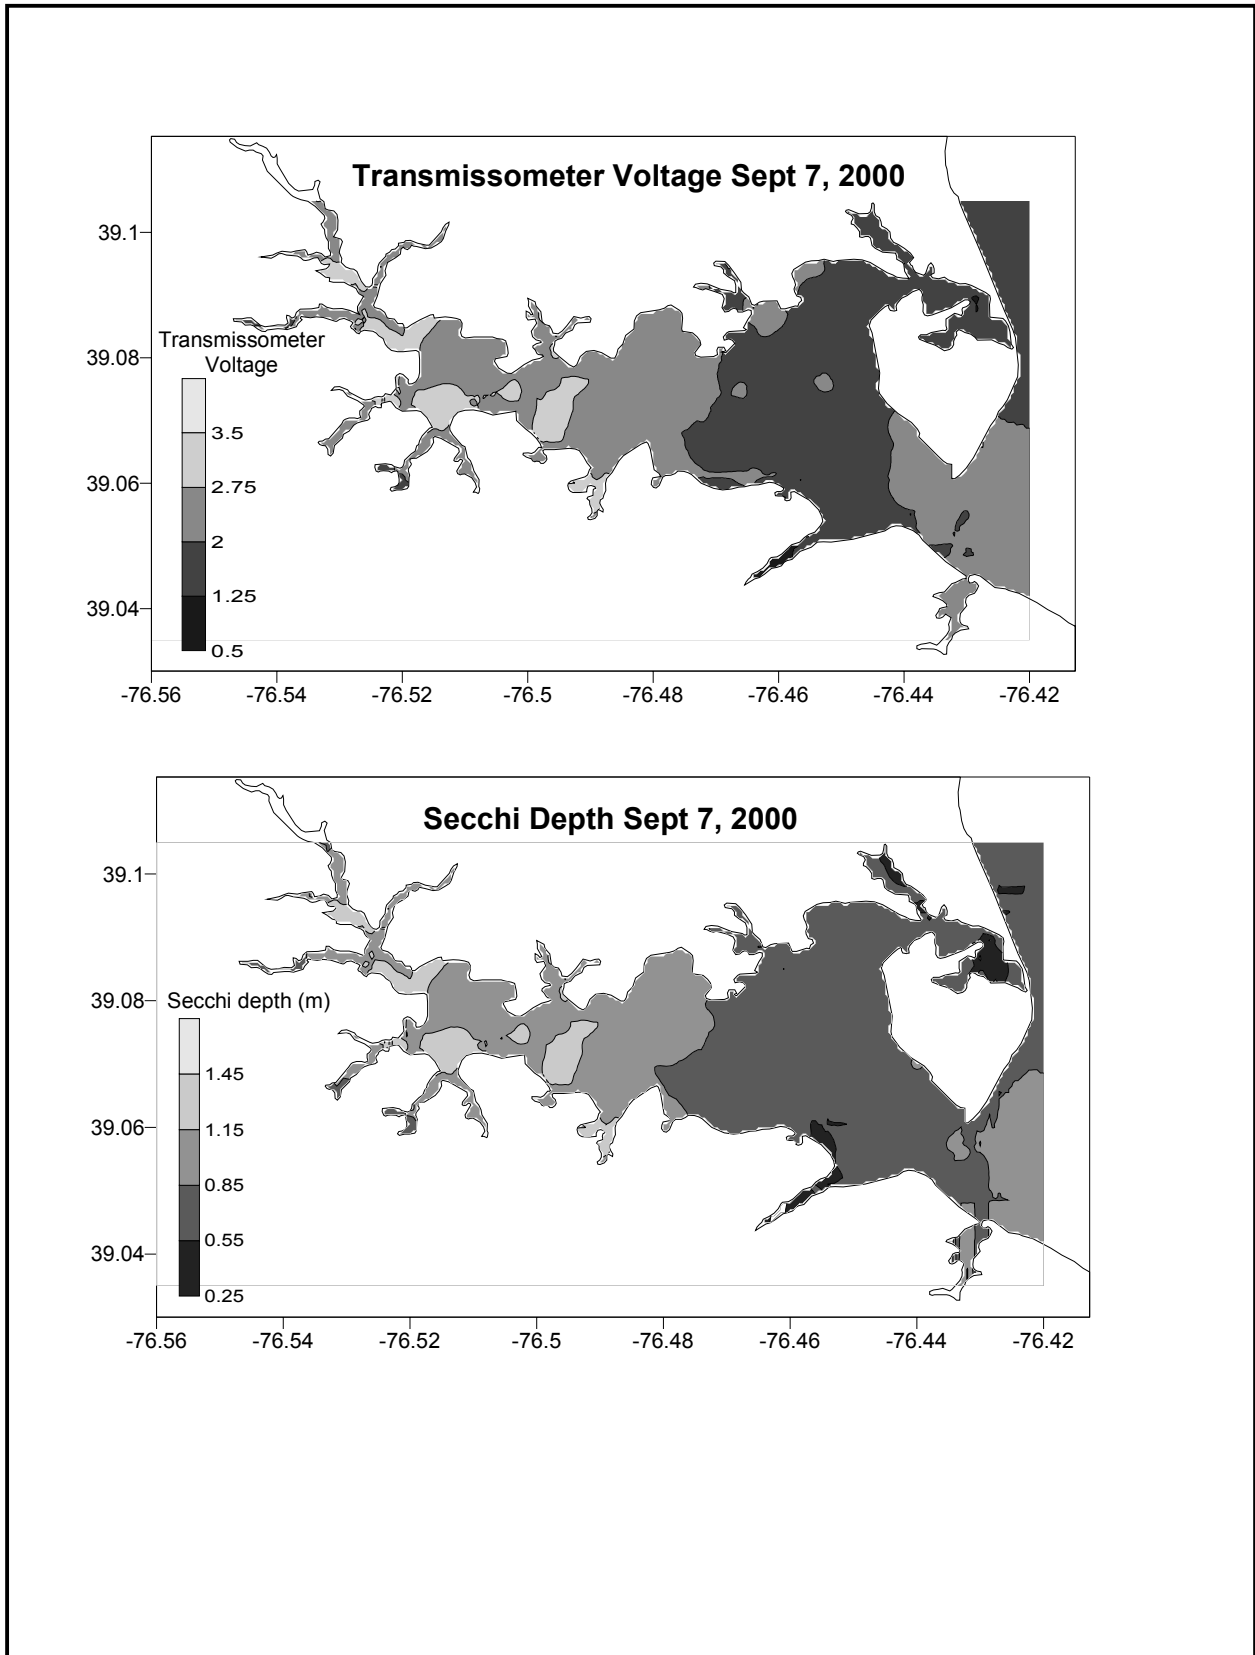 Transmissometer Voltage Sept 7, 2000
39.1
39.08
39.06
39.04
Transmissometer
Voltage
3.5
2.75
2
1.25
0.5
-76.56 -76.54 -76.52 -76.5 -76.48 -76.46 -76.44 -76.42
Secchi Depth Sept 7, 2000
39.1
39.08
39.06
39.04
Secchi depth (m)
1.45
1.15
0.85
0.55
0.25
-76.56 -76.54 -76.52 -76.5 -76.48 -76.46 -76.44 -76.42